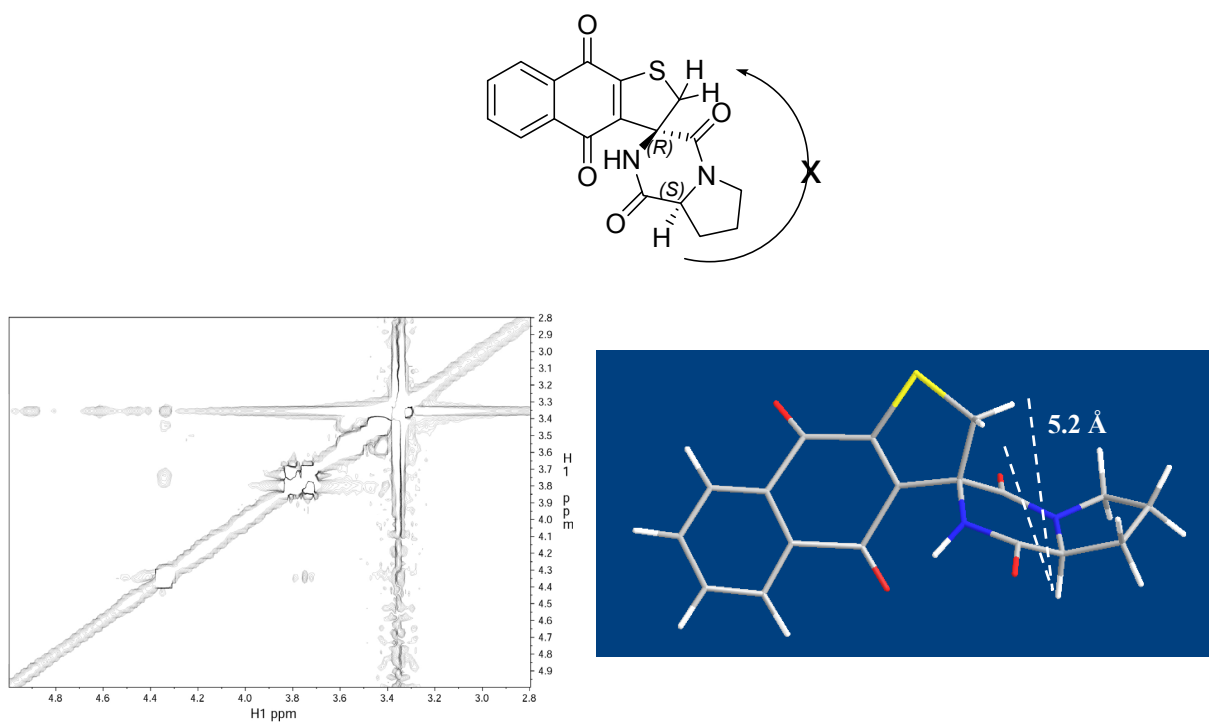 O
S
H
H
O
(R)
HN
N
O
(S)
O
H
X
2.8
2.9
3.0
3.1
3.2
3.3
3.4
3.5
3.6
3.7
3.8
3.9
4.0
4.1
4.2
4.3
4.4
4.5
4.6
4.7
4.8
4.9
H1 ppm
4.8 4.6 4.4 4.2 4.0 3.8 3.6 3.4 3.2 3.0 2.8
H1 ppm
5.2 Å